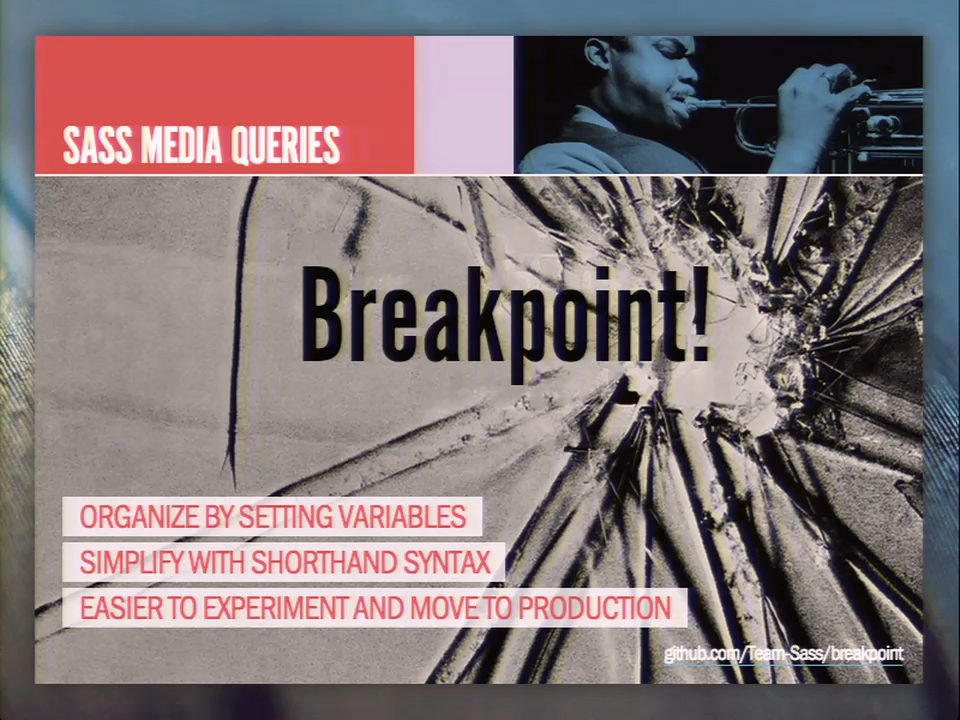 SASS MEDIA QUERIES
Breakpoint!
ORGANIZE BY SETTING VARIABLES
SIMPLIFY WITH SHORTHAND SYNTAX
EASIER TO EXPERIMENT AND MOVE TO PRODUCTION
github.com/Team-Sass/breakpoint